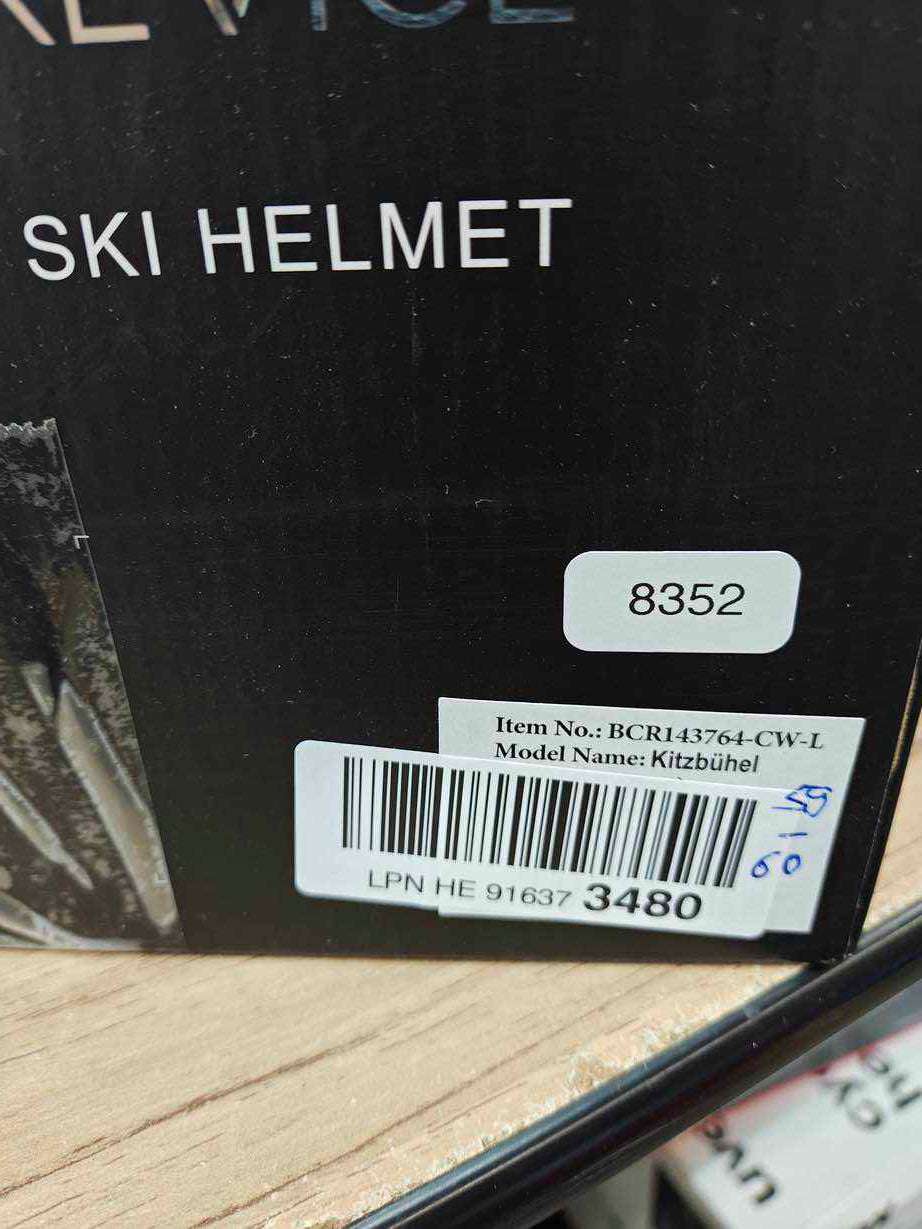 SKI HELMET
8352
Item No.: BCR143764-CW-L
Model Name: Kitzbühel
59
-
60
LPN HE 91637 3480